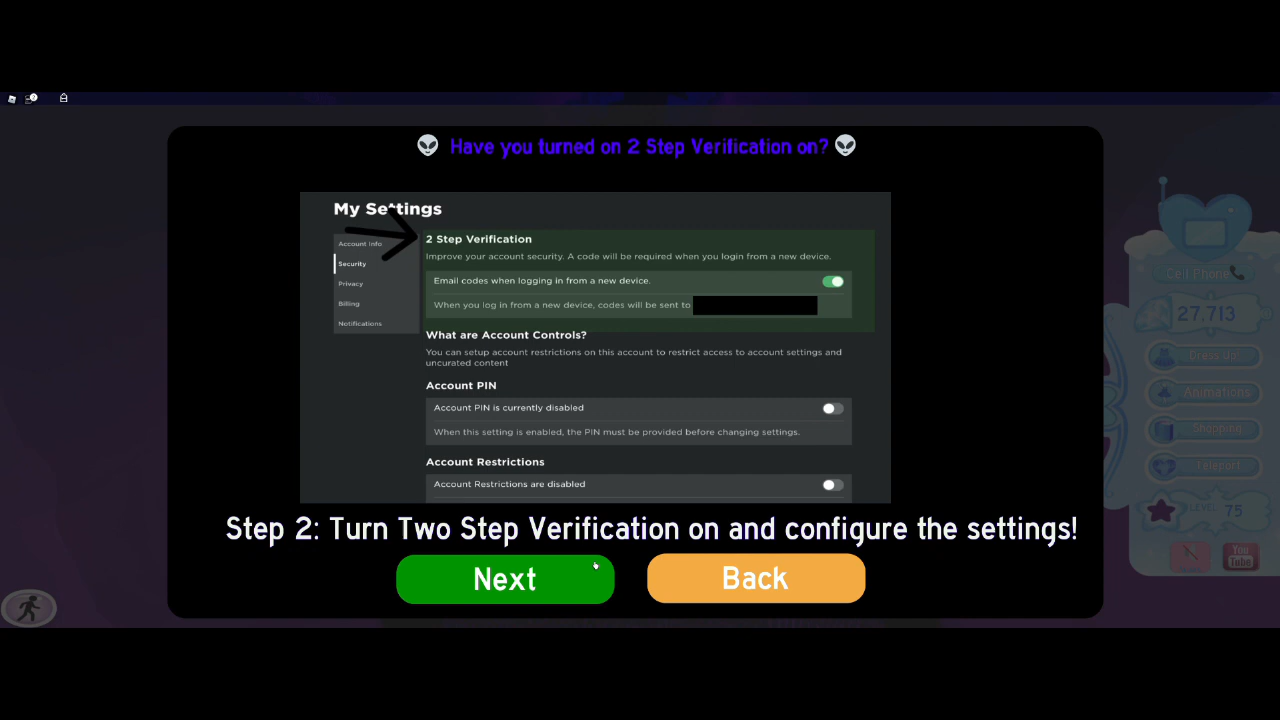 👽 Have you turned on 2 Step Verification on? 👽
My Settings
Account Info
Security
Privacy
Billing
Notifications
2 Step Verification
Improve your account security. A code will be required when you login from a new device.
Email codes when logging in from a new device.
When you log in from a new device, codes will be sent to
What are Account Controls?
You can setup account restrictions on this account to restrict access to account settings and
uncurated content
Account PIN
Account PIN is currently disabled
When this setting is enabled, the PIN must be provided before changing settings.
Account Restrictions
Account Restrictions are disabled
Step 2: Turn Two Step Verification on and configure the settings!
Next
Back
Cell Phone
27,713
Dress Up
Animations
Shopping
Teleport
LEVEL 75
You
Tube